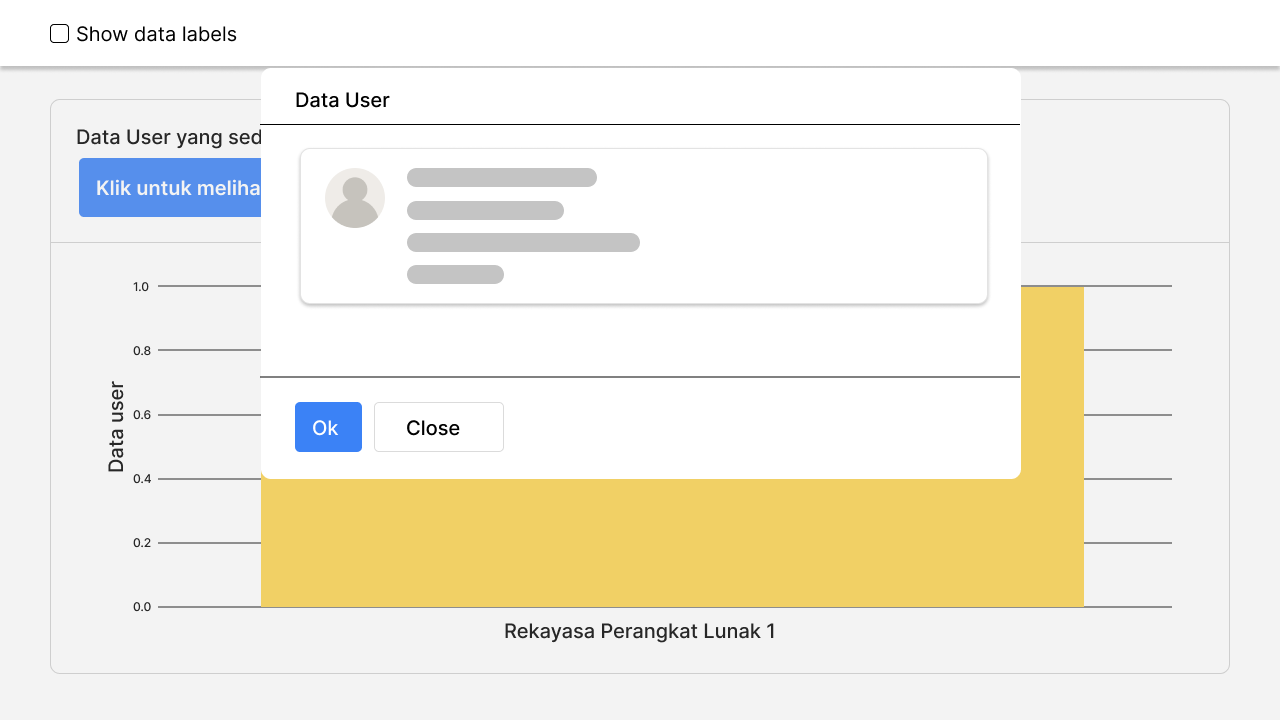 Show data labels
Data User
Data User yang sed
Klik untuk meliha
1.0
0.8
0.6
0.4
0.2
0.0
Data user
Ok
Close
Rekayasa Perangkat Lunak 1